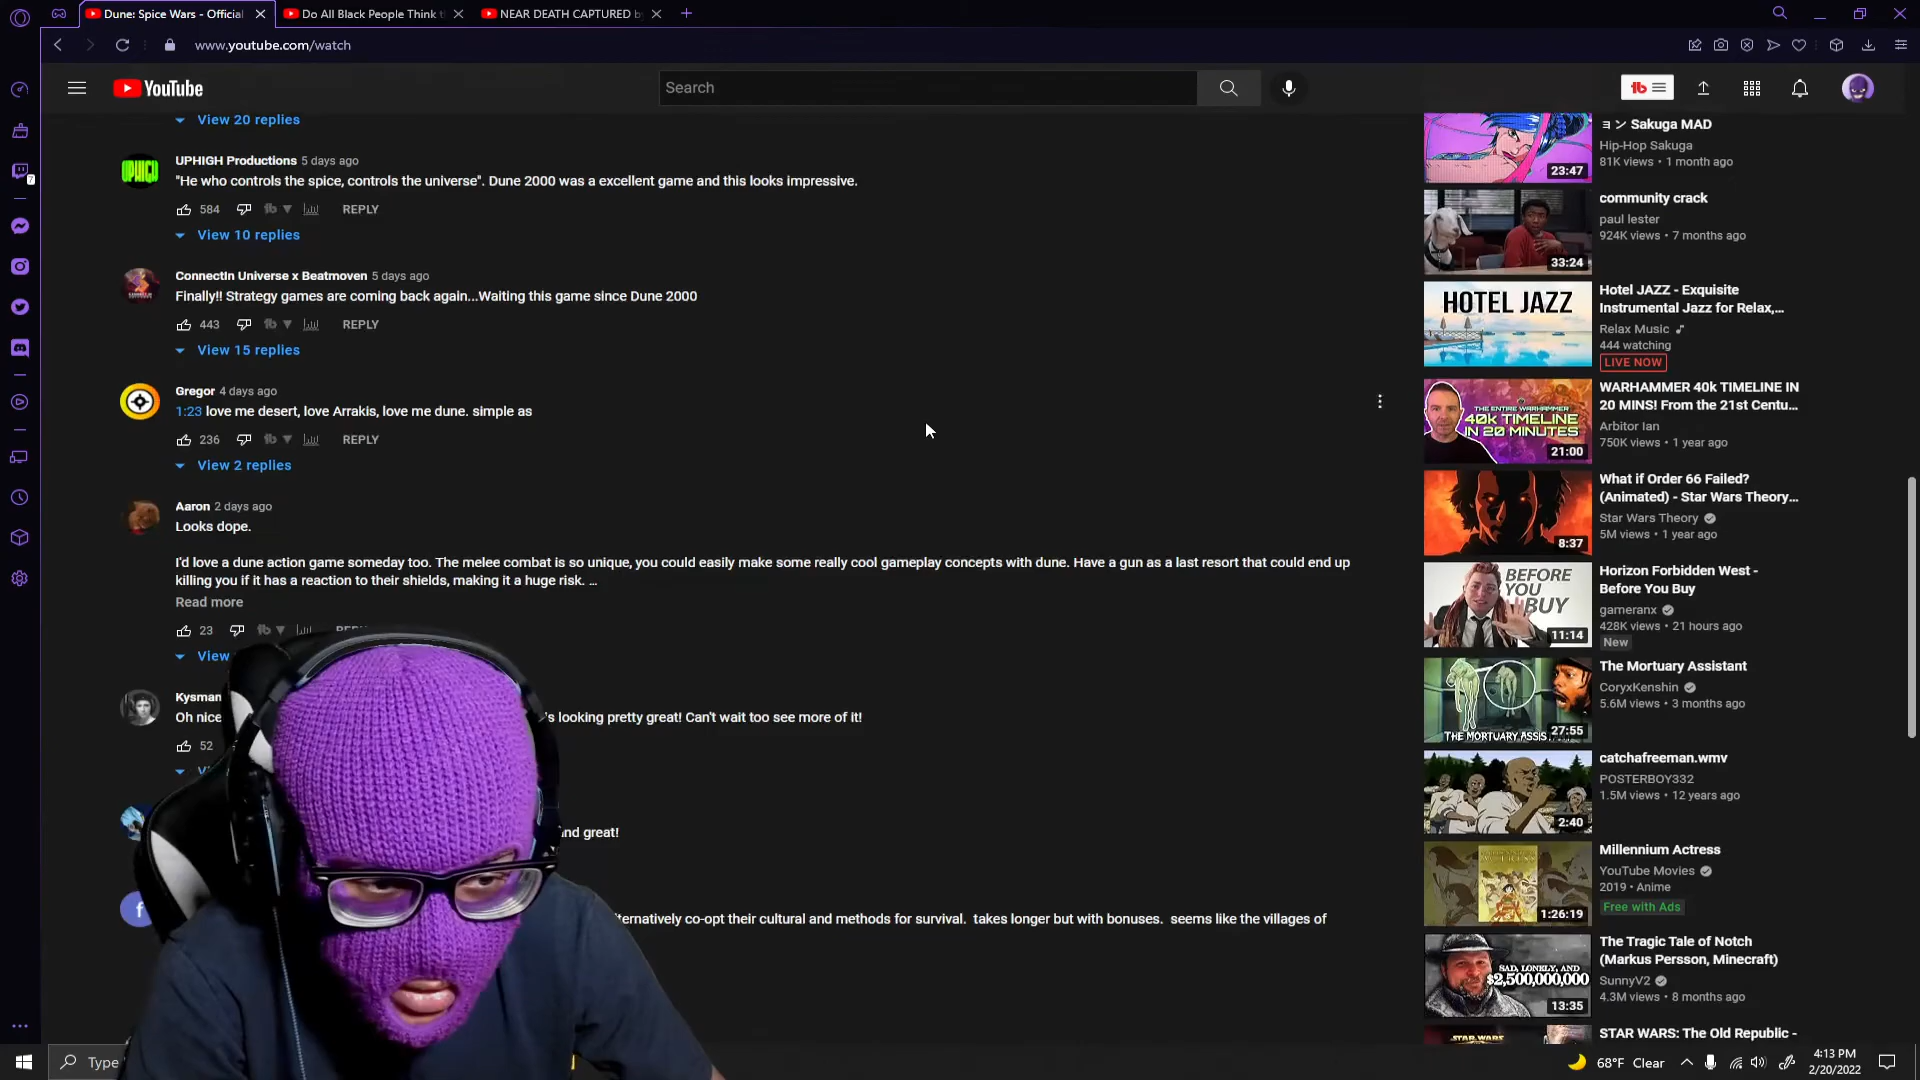 Dune: Spice Wars - Official
Do All Black People Think
NEAR DEATH CAPTURED
www.youtube.com/watch
YouTube
Search
tb
View 20 replies
UPHIGH
UPHIGH Productions 5 days ago
"He who controls the spice, controls the universe". Dune 2000 was a excellent game and this looks impressive.
584 tb REPLY
View 10 replies
ConnectIn Universe x Beatmoven 5 days ago
Finally!! Strategy games are coming back again...Waiting this game since Dune 2000
443 tb REPLY
View 15 replies
Gregor 4 days ago
1:23 love me desert, love Arrakis, love me dune. simple as
236 tb REPLY
View 2 replies
Aaron 2 days ago
Looks dope.
I'd love a dune action game someday too. The melee combat is so unique, you could easily make some really cool gameplay concepts with dune. Have a gun as a last resort that could end up
killing you if it has a reaction to their shields, making it a huge risk. ...
Read more
23 tb
View
Kysman
Oh nice looking pretty great! Can't wait too see more of it!
52
and great!
f
lternatively co-opt their cultural and methods for survival. takes longer but with bonuses. seems like the villages of
ョン Sakuga MAD
Hip-Hop Sakuga
81K views • 1 month ago
23:47
community crack
paul lester
924K views • 7 months ago
33:24
HOTEL JAZZ
Hotel JAZZ - Exquisite
Instrumental Jazz for Relax,...
Relax Music
444 watching
LIVE NOW
THE ENTIRE WARHAMMER
40K TIMELINE
IN 20 MINUTES
21:00
WARHAMMER 40k TIMELINE IN
20 MINS! From the 21st Centu...
Arbitor Ian
750K views • 1 year ago
What if Order 66 Failed?
(Animated) - Star Wars Theory...
Star Wars Theory
5M views • 1 year ago
8:37
BEFORE
YOU
BUY
11:14
Horizon Forbidden West -
Before You Buy
gameranx
428K views • 21 hours ago
New
The Mortuary Assistant
CoryxKenshin
5.6M views • 3 months ago
27:55
THE MORTUARY ASSIS
catchafreeman.wmv
POSTERBOY332
1.5M views • 12 years ago
2:40
Millennium Actress
YouTube Movies
2019 • Anime
Free with Ads
1:26:19
The Tragic Tale of Notch
(Markus Persson, Minecraft)
SunnyV2
4.3M views • 8 months ago
SAD, LONELY, AND
$2,500,000,000
13:35
STAR WARS: The Old Republic -
7
Type
68°F Clear
4:13 PM
2/20/2022